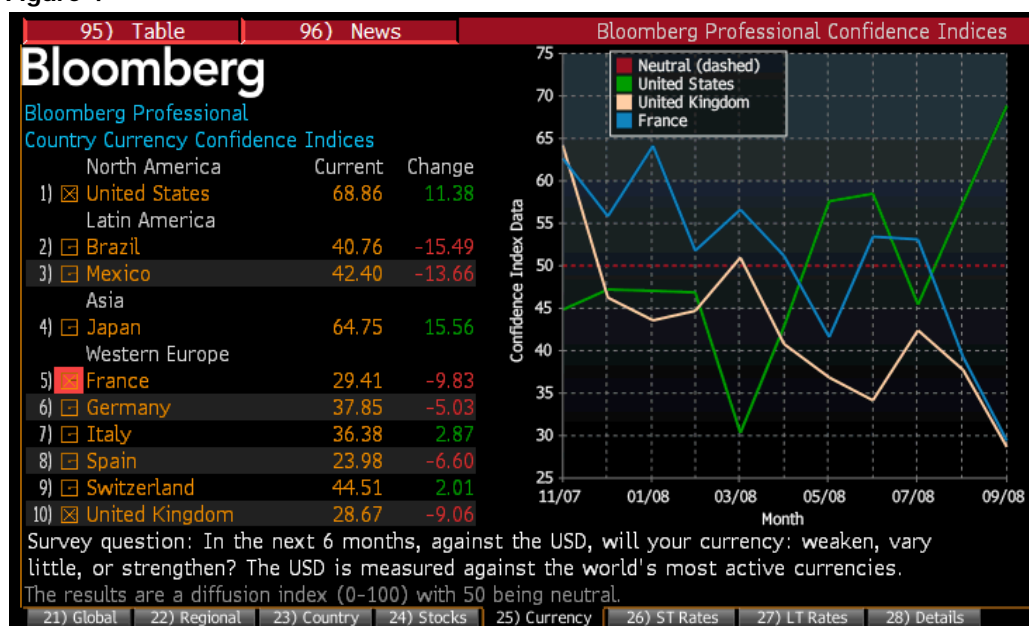 95) Table 96) News Bloomberg Professional Confidence Indices
Bloomberg
Bloomberg Professional
Country Currency Confidence Indices
North America Current Change
1) United States 68.86 11.38
Latin America
2) Brazil 40.76 -15.49
3) Mexico 42.40 -13.66
Asia
4) Japan 64.75 15.56
Western Europe
5) France 29.41 -9.83
6) Germany 37.85 -5.03
7) Italy 36.38 2.87
8) Spain 23.98 -6.60
9) Switzerland 44.51 2.01
10) United Kingdom 28.67 -9.06
Neutral (dashed)
United States
United Kingdom
France
Confidence Index Data
75
70
65
60
55
50
45
40
35
30
25
11/07 01/08 03/08 05/08 07/08 09/08
Month
Survey question: In the next 6 months, against the USD, will your currency: weaken, vary
little, or strengthen? The USD is measured against the world's most active currencies.
The results are a diffusion index (0-100) with 50 being neutral.
21) Global 22) Regional 23) Country 24) Stocks 25) Currency 26) ST Rates 27) LT Rates 28) Details